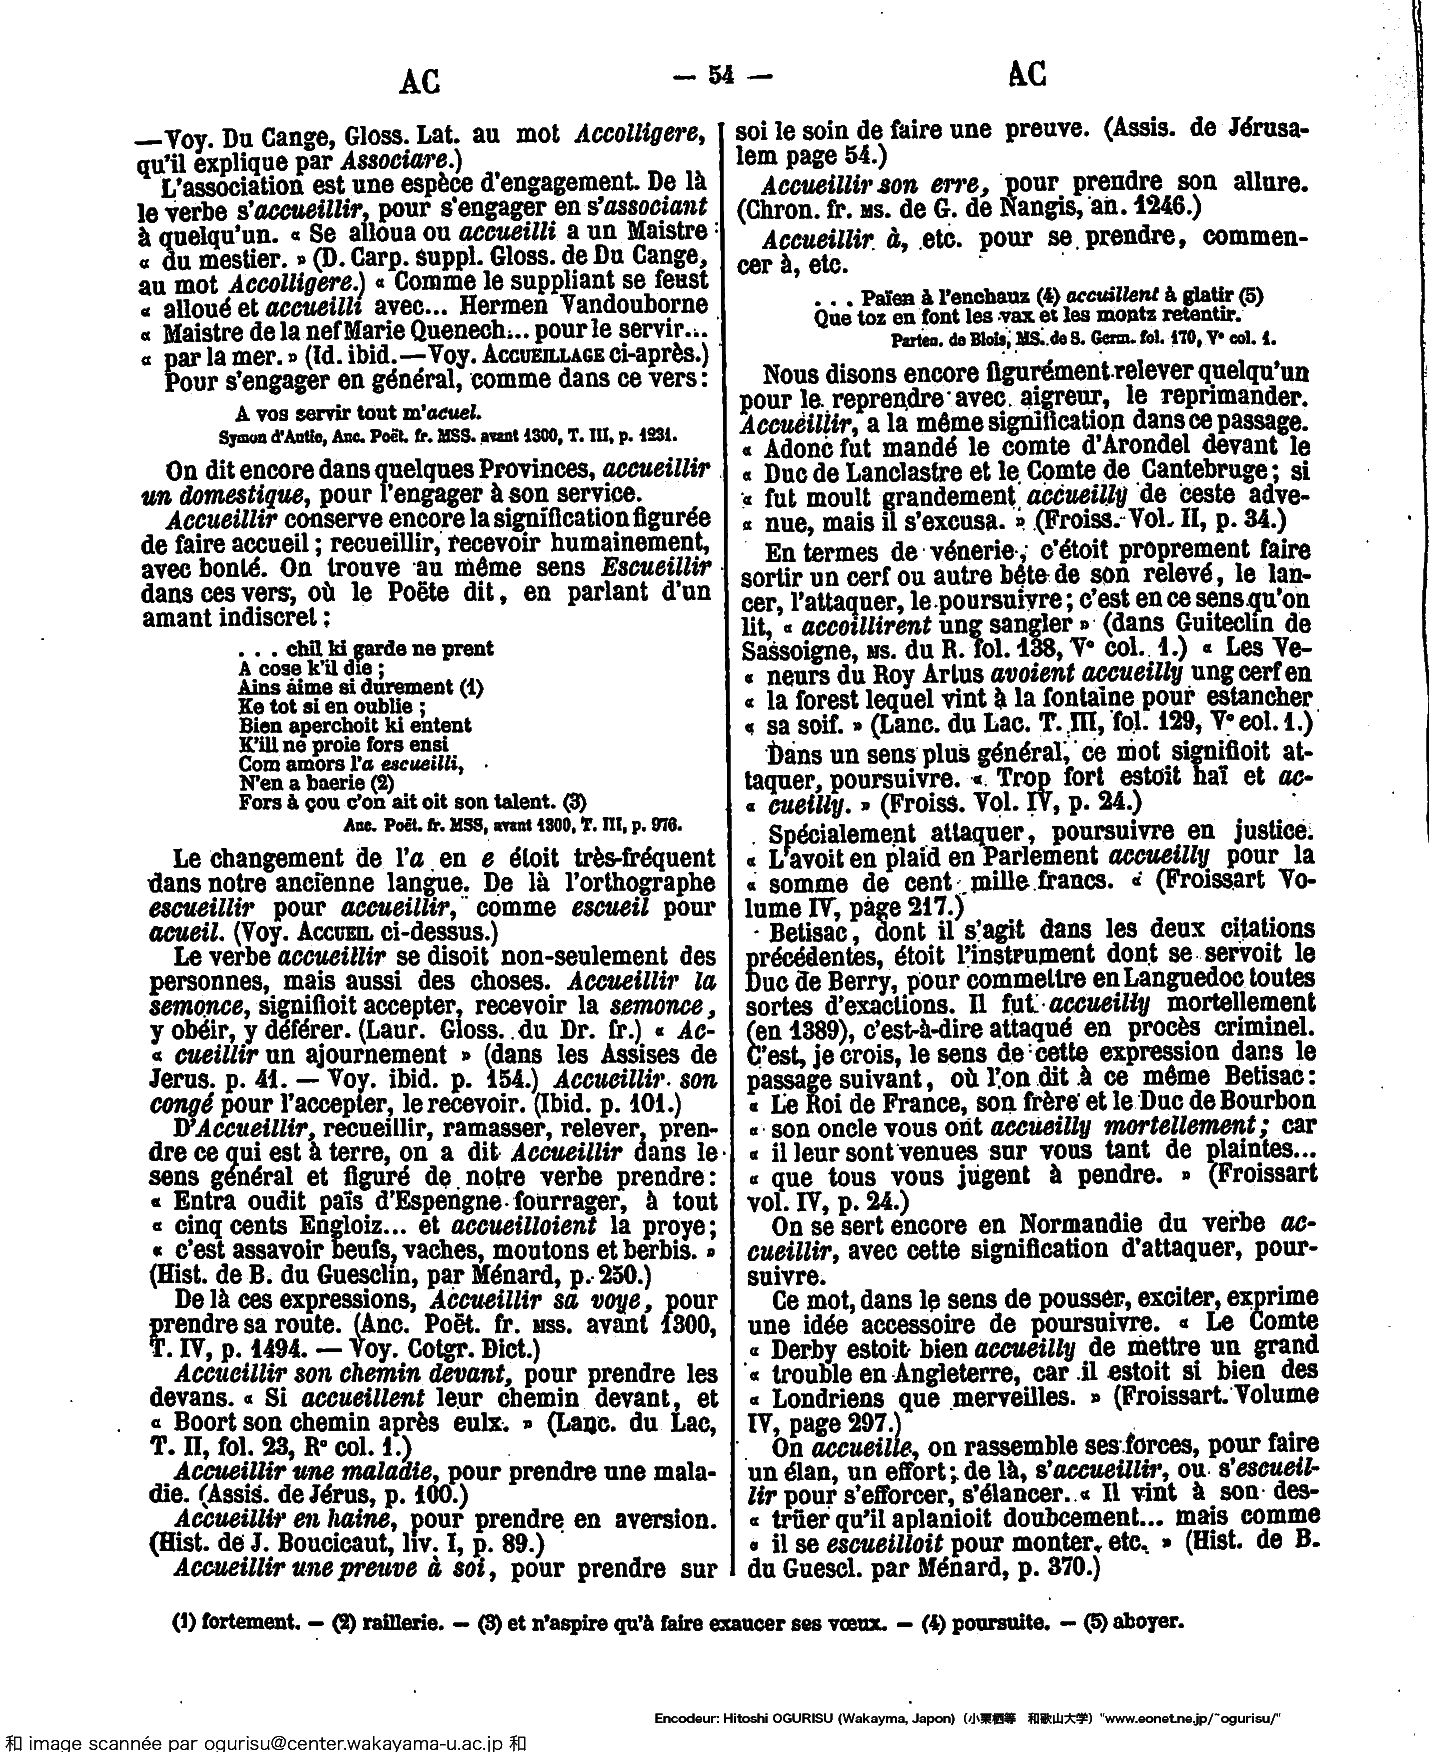 AC — 54 — AC
—Voy. Du Cange, Gloss. Lat. au mot Accolligere,
qu'il explique par Associare.)
L'association est une espèce d'engagement. De là
le verbe s'accueillir, pour s'engager en s'associant
à quelqu'un. « Se alloua ou accueilli a un Maistre
« du mestier. » (D. Carp. suppl. Gloss. de Du Cange,
au mot Accolligere.) « Comme le suppliant se feust
« alloué et accueilli avec... Hermen Vandouborne
« Maistre de la nef Marie Quenech... pour le servir...
« par la mer. » (Id. ibid. — Voy. ACCUEILLAGE ci-après.)
Pour s'engager en général, comme dans ce vers :
A vos servir tout m'acuel.
Symon d'Autie, Anc. Poët. fr. MSS. avant 1300, T. III, p. 1231.
On dit encore dans quelques Provinces, accueillir
un domestique, pour l'engager à son service.
Accueillir conserve encore la signification figurée
de faire accueil ; recueillir, recevoir humainement,
avec bonté. On trouve au même sens Escueillir
dans ces vers, où le Poëte dit, en parlant d'un
amant indiscret :
. . . chil ki garde ne prent
A cose k'il die ;
Ains aime si durement (1)
Ke tot si en oublie ;
Bien aperchoit ki entent
K'ill ne proie fors ensi
Com amors l'a escueilli,
N'en a baerie (2)
Fors à çou c'on ait oit son talent. (3)
Anc. Poët. fr. MSS, avant 1300, T. III, p. 976.
Le changement de l'a en e étoit très-fréquent
dans notre ancienne langue. De là l'orthographe
escueillir pour accueillir, comme escueil pour
acueil. (Voy. ACCUEIL ci-dessus.)
Le verbe accueillir se disoit non-seulement des
personnes, mais aussi des choses. Accueillir la
semonce, signifioit accepter, recevoir la semonce,
y obéir, y déférer. (Laur. Gloss. du Dr. fr.) « Ac-
« cueillir un ajournement » (dans les Assises de
Jerus. p. 41. — Voy. ibid. p. 154.) Accueillir son
congé pour l'accepter, le recevoir. (Ibid. p. 101.)
D'Accueillir, recueillir, ramasser, relever, pren-
dre ce qui est à terre, on a dit Accueillir dans le
sens général et figuré de notre verbe prendre :
« Entra oudit païs d'Espengne fourrager, à tout
« cinq cents Engloiz... et accueilloient la proye ;
« c'est assavoir beufs, vaches, moutons et berbis. »
(Hist. de B. du Guesclin, par Ménard, p. 250.)
De là ces expressions, Accueillir sa voye, pour
prendre sa route. (Anc. Poët. fr. MSS. avant 1300,
T. IV, p. 1494. — Voy. Cotgr. Dict.)
Accueillir son chemin devant, pour prendre les
devans. « Si accueillent leur chemin devant, et
« Boort son chemin après eulx. » (Lanc. du Lac,
T. II, fol. 23, R° col. 1.)
Accueillir une maladie, pour prendre une mala-
die. (Assis. de Jérus, p. 100.)
Accueillir en haine, pour prendre en aversion.
(Hist. de J. Boucicaut, liv. I, p. 89.)
Accueillir une preuve à soi, pour prendre sur
soi le soin de faire une preuve. (Assis. de Jérusa-
lem page 54.)
Accueillir son erre, pour prendre son allure.
(Chron. fr. MS. de G. de Nangis, an. 1246.)
Accueillir à, etc. pour se prendre, commen-
cer à, etc.
. . . Païen à l'enchauz (4) accuillent à glatir (5)
Que toz en font les vax et les montz retentir.
Parten. de Blois, MS. de S. Germ. fol. 170, V° col. 1.
Nous disons encore figurément relever quelqu'un
pour le reprendre avec aigreur, le reprimander.
Accueillir, a la même signification dans ce passage.
« Adonc fut mandé le comte d'Arondel devant le
« Duc de Lanclastre et le Comte de Cantebruge ; si
« fut moult grandement accueilly de ceste adve-
« nue, mais il s'excusa. » (Froiss. Vol. II, p. 34.)
En termes de vénerie, c'étoit proprement faire
sortir un cerf ou autre bête de son relevé, le lan-
cer, l'attaquer, le poursuivre ; c'est en ce sens qu'on
lit, « accoillirent ung sangler » (dans Guiteclin de
Sassoigne, MS. du R. fol. 138, V° col. 1.) « Les Ve-
« neurs du Roy Artus avoient accueilly ung cerf en
« la forest lequel vint à la fontaine pour estancher
« sa soif. » (Lanc. du Lac. T. III, fol. 129, V° eol. 1.)
Dans un sens plus général, ce mot signifioit at-
taquer, poursuivre. « Trop fort estoit haï et ac-
« cueilly. » (Froiss. Vol. IV, p. 24.)
Spécialement attaquer, poursuivre en justice.
« L'avoit en plaid en Parlement accueilly pour la
« somme de cent mille francs. « (Froissart Vo-
lume IV, page 217.)
Betisac, dont il s'agit dans les deux citations
précédentes, étoit l'instrument dont se servoit le
Duc de Berry, pour commettre en Languedoc toutes
sortes d'exactions. Il fut accueilly mortellement
(en 1389), c'est-à-dire attaqué en procès criminel.
C'est, je crois, le sens de cette expression dans le
passage suivant, où l'on dit à ce même Betisac :
« Le Roi de France, son frère et le Duc de Bourbon
« son oncle vous ont accueilly mortellement ; car
« il leur sont venues sur vous tant de plaintes...
« que tous vous jugent à pendre. » (Froissart
vol. IV, p. 24.)
On se sert encore en Normandie du verbe ac-
cueillir, avec cette signification d'attaquer, pour-
suivre.
Ce mot, dans le sens de pousser, exciter, exprime
une idée accessoire de poursuivre. « Le Comte
« Derby estoit bien accueilly de mettre un grand
« trouble en Angleterre, car il estoit si bien des
« Londriens que merveilles. » (Froissart. Volume
IV, page 297.)
On accueille, on rassemble ses forces, pour faire
un élan, un effort ; de là, s'accueillir, ou s'escueil-
lir pour s'efforcer, s'élancer. « Il vint à son des-
« trüer qu'il aplanioit doubcement... mais comme
« il se escueilloit pour monter, etc. » (Hist. de B.
du Guescl. par Ménard, p. 370.)
(1) fortement. — (2) raillerie. — (3) et n'aspire qu'à faire exaucer ses vœux. — (4) poursuite. — (5) aboyer.
Encodeur: Hitoshi OGURISU (Wakayma, Japon) (小栗栖等　和歌山大学) "www.eonet.ne.jp/~ogurisu/"
和 image scannée par ogurisu@center.wakayama-u.ac.jp 和